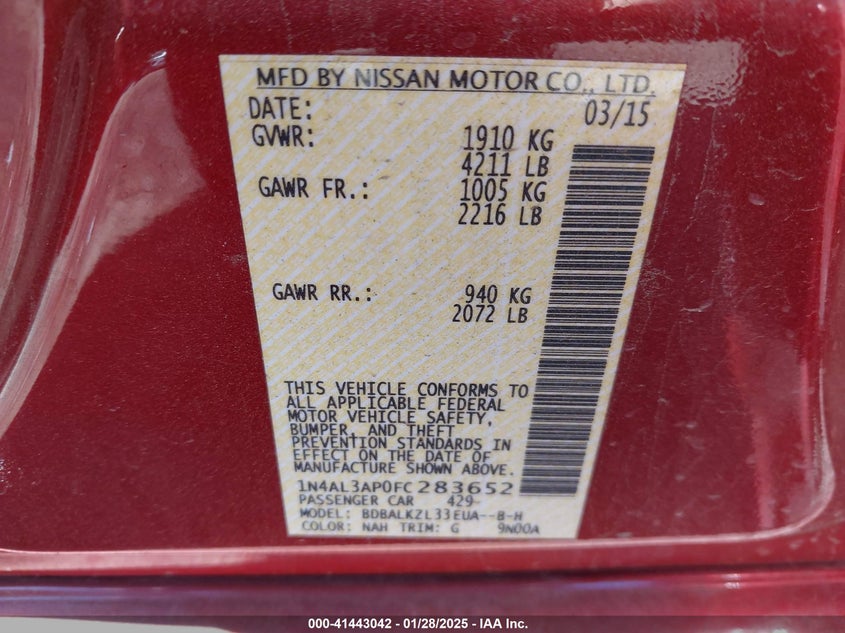 MFD BY NISSAN MOTOR CO., LTD.
DATE: 03/15
GVWR: 1910 KG
4211 LB
GAWR FR.: 1005 KG
2216 LB
GAWR RR.: 940 KG
2072 LB
THIS VEHICLE CONFORMS TO
ALL APPLICABLE FEDERAL
MOTOR VEHICLE SAFETY,
BUMPER, AND THEFT
PREVENTION STANDARDS IN
EFFECT ON THE DATE OF
MANUFACTURE SHOWN ABOVE.
1N4AL3AP0FC283652
PASSENGER CAR 429
MODEL: BDBALKZL33EUA--B-H
COLOR: NAH TRIM: G 9N00A
000-41443042 — 01/28/2025 — IAA Inc.